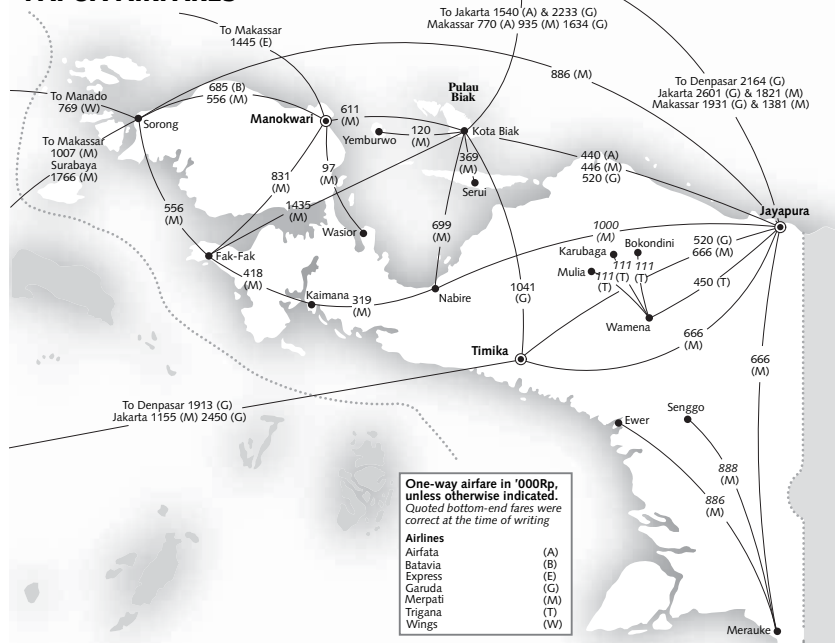 To Jakarta 1540 (A) & 2233 (G)
Makassar 770 (A) 935 (M) 1634 (G)
To Makassar
1445 (E)
886 (M)
To Denpasar 2164 (G)
Jakarta 2601 (G) & 1821 (M)
Makassar 1931 (G) & 1381 (M)
To Manado
769 (W)
685 (B)
556 (M)
Pulau
Biak
Sorong
Manokwari
611
(M)
Yemburwo
120
(M)
Kota Biak
To Makassar
1007 (M)
Surabaya
1766 (M)
440 (A)
446 (M)
520 (G)
369
(M)
Serui
97
(M)
831
(M)
556
(M)
1435
(M)
Wasior
699
(M)
Jayapura
1000
(M)
520 (G)
666 (M)
Karubaga
Bokondini
Mulia
111
(T)
111
(T)
111
(T)
450 (T)
Wamena
Fak-Fak
418
(M)
Kaimana
319
(M)
Nabire
1041
(G)
666
(M)
Timika
666
(M)
To Denpasar 1913 (G)
Jakarta 1155 (M) 2450 (G)
Ewer
Senggo
888
(M)
886
(M)
Merauke
One-way airfare in '000Rp,
unless otherwise indicated.
Quoted bottom-end fares were
correct at the time of writing
Airlines
Airfata (A)
Batavia (B)
Express (E)
Garuda (G)
Merpati (M)
Trigana (T)
Wings (W)